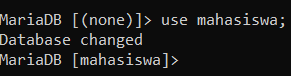 MariaDB [(none)]> use mahasiswa;
Database changed
MariaDB [mahasiswa]>